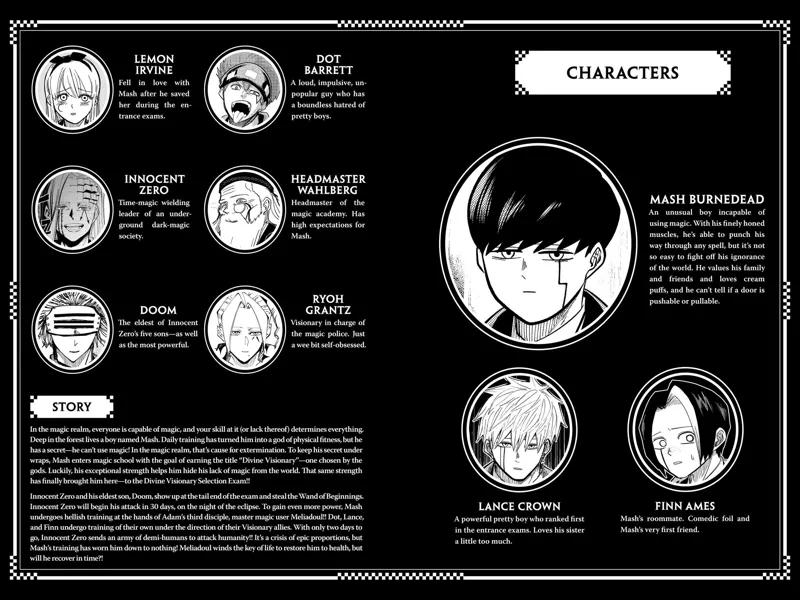 LEMON
IRVINE
Fell in love with
Mash after he saved
her during the en-
trance exams.
DOT
BARRETT
A loud, impulsive, un-
popular guy who has
a boundless hatred of
pretty boys.
INNOCENT
ZERO
Time-magic wielding
leader of an under-
ground dark-magic
society.
HEADMASTER
WAHLBERG
Headmaster of the
magic academy. Has
high expectations for
Mash.
DOOM
The eldest of Innocent
Zero's five sons—as well
as the most powerful.
RYOH
GRANTZ
Visionary in charge of
the magic police. Just
a wee bit self-obsessed.
STORY
In the magic realm, everyone is capable of magic, and your skill at it (or lack thereof) determines everything.
Deep in the forest lives a boy named Mash. Daily training has turned him into a god of physical fitness, but he
has a secret—he can't use magic! In the magic realm, that's cause for extermination. To keep his secret under
wraps, Mash enters magic school with the goal of earning the title "Divine Visionary"—one chosen by the
gods. Luckily, his exceptional strength helps him hide his lack of magic from the world. That same strength
has finally brought him here—to the Divine Visionary Selection Exam!!
Innocent Zero and his eldest son, Doom, show up at the tail end of the exam and steal the Wand of Beginnings.
Innocent Zero will begin his attack in 30 days, on the night of the eclipse. To gain even more power, Mash
undergoes hellish training at the hands of Adam's third disciple, master magic user Meliadoul!! Dot, Lance,
and Finn undergo training of their own under the direction of their Visionary allies. With only two days to
go, Innocent Zero sends an army of demi-humans to attack humanity!! It's a crisis of epic proportions, but
Mash's training has worn him down to nothing! Meliadoul winds the key of life to restore him to health, but
will he recover in time?!
CHARACTERS
MASH BURNEDEAD
An unusual boy incapable of
using magic. With his finely honed
muscles, he's able to punch his
way through any spell, but it's not
so easy to fight off his ignorance
of the world. He values his family
and friends and loves cream
puffs, and he can't tell if a door is
pushable or pullable.
LANCE CROWN
A powerful pretty boy who ranked first
in the entrance exams. Loves his sister
a little too much.
FINN AMES
Mash's roommate. Comedic foil and
Mash's very first friend.